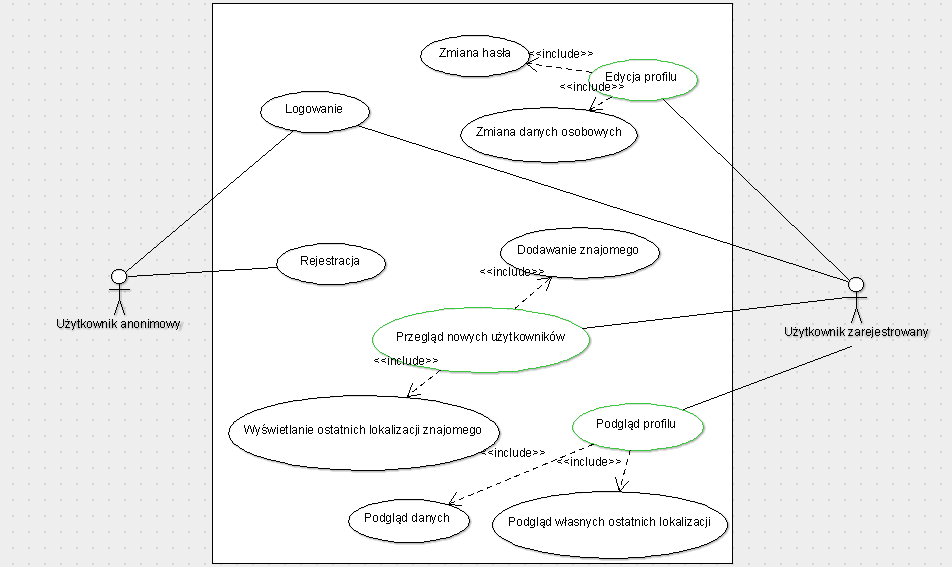 Zmiana hasła
<<include>>
Edycja profilu
<<include>>
Logowanie
Zmiana danych osobowych
Dodawanie znajomego
Rejestracja
<<include>>
Użytkownik anonimowy
Użytkownik zarejestrowany
Przegląd nowych użytkowników
<<include>>
Podgląd profilu
Wyświetlanie ostatnich lokalizacji znajomego
<<include>>
<<include>>
Podgląd danych
Podgląd własnych ostatnich lokalizacji